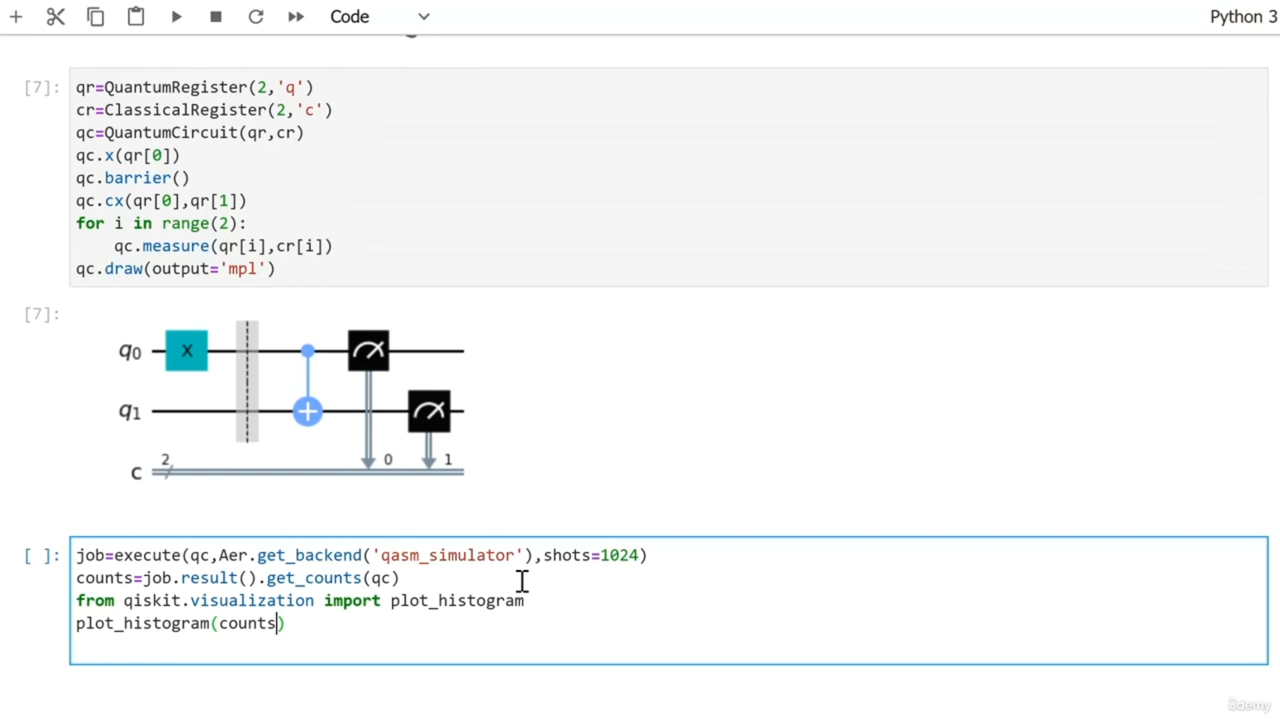 Code
Python 3
[7]:
qr=QuantumRegister(2,'q')
cr=ClassicalRegister(2,'c')
qc=QuantumCircuit(qr,cr)
qc.x(qr[0])
qc.barrier()
qc.cx(qr[0],qr[1])
for i in range(2):
    qc.measure(qr[i],cr[i])
qc.draw(output='mpl')
[7]:
q0 X
q1
c 2 0 1
[ ]:
job=execute(qc,Aer.get_backend('qasm_simulator'),shots=1024)
counts=job.result().get_counts(qc)
from qiskit.visualization import plot_histogram
plot_histogram(counts)
ûdemy